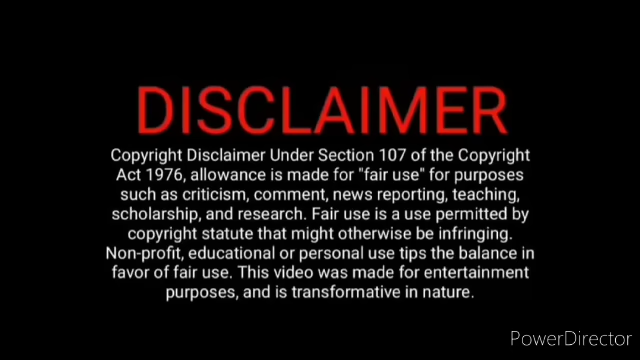 DISCLAIMER
Copyright Disclaimer Under Section 107 of the Copyright
Act 1976, allowance is made for "fair use" for purposes
such as criticism, comment, news reporting, teaching,
scholarship, and research. Fair use is a use permitted by
copyright statute that might otherwise be infringing.
Non-profit, educational or personal use tips the balance in
favor of fair use. This video was made for entertainment
purposes, and is transformative in nature.
PowerDirector